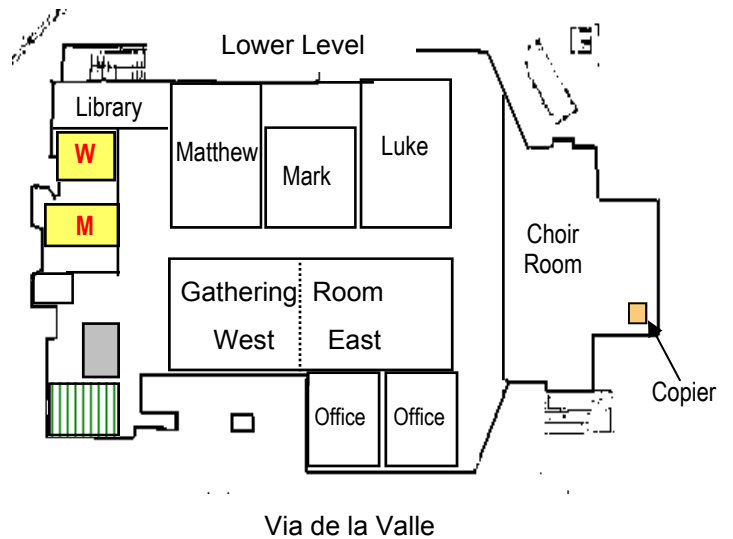 Lower Level
Library
W
M
Matthew
Mark
Luke
Choir
Room
Gathering Room
West East
Office Office
Copier
Via de la Valle